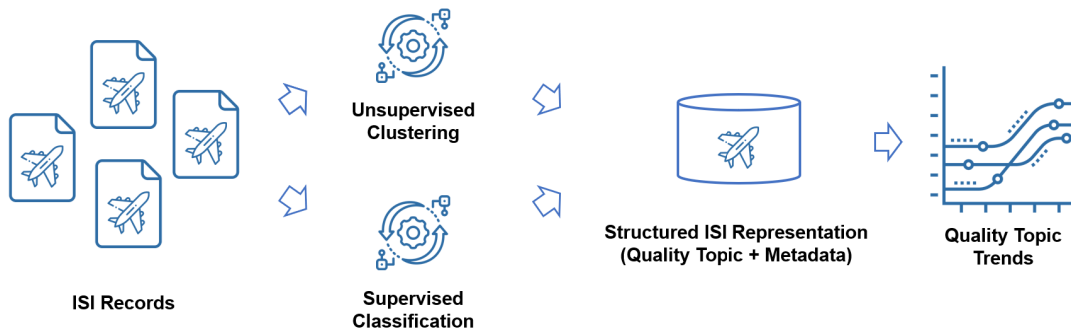 ISI Records
Unsupervised
Clustering
Supervised
Classification
Structured ISI Representation
(Quality Topic + Metadata)
Quality Topic
Trends